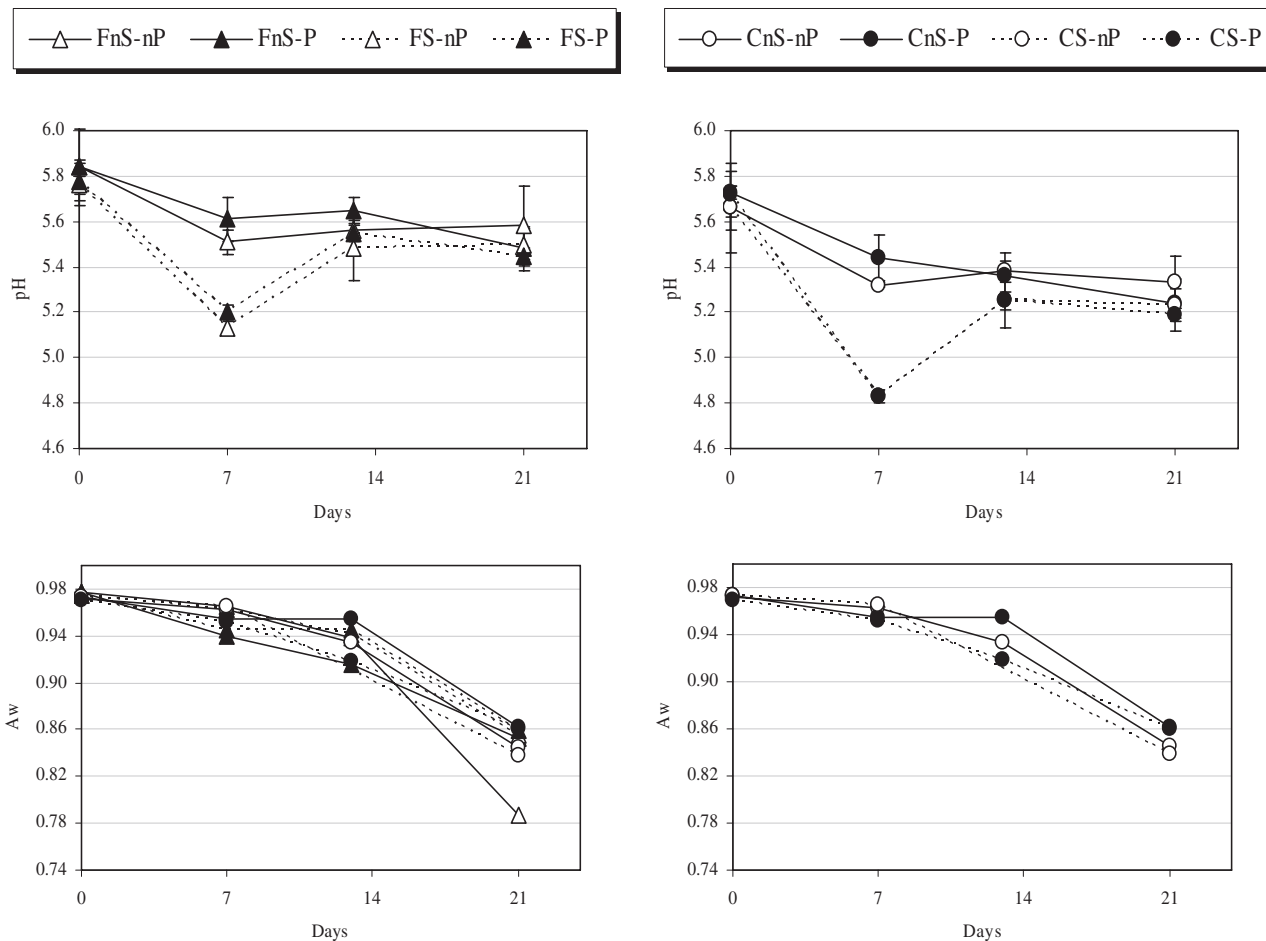 FnS-nP FnS-P FS-nP FS-P
CnS-nP CnS-P CS-nP CS-P
6.0
5.8
5.6
5.4
5.2
5.0
4.8
4.6
pH
0 7 14 21
Days
6.0
5.8
5.6
5.4
5.2
5.0
4.8
4.6
pH
0 7 14 21
Days
0.98
0.94
0.90
0.86
0.82
0.78
0.74
Aw
0 7 14 21
Days
0.98
0.94
0.90
0.86
0.82
0.78
0.74
Aw
0 7 14 21
Days